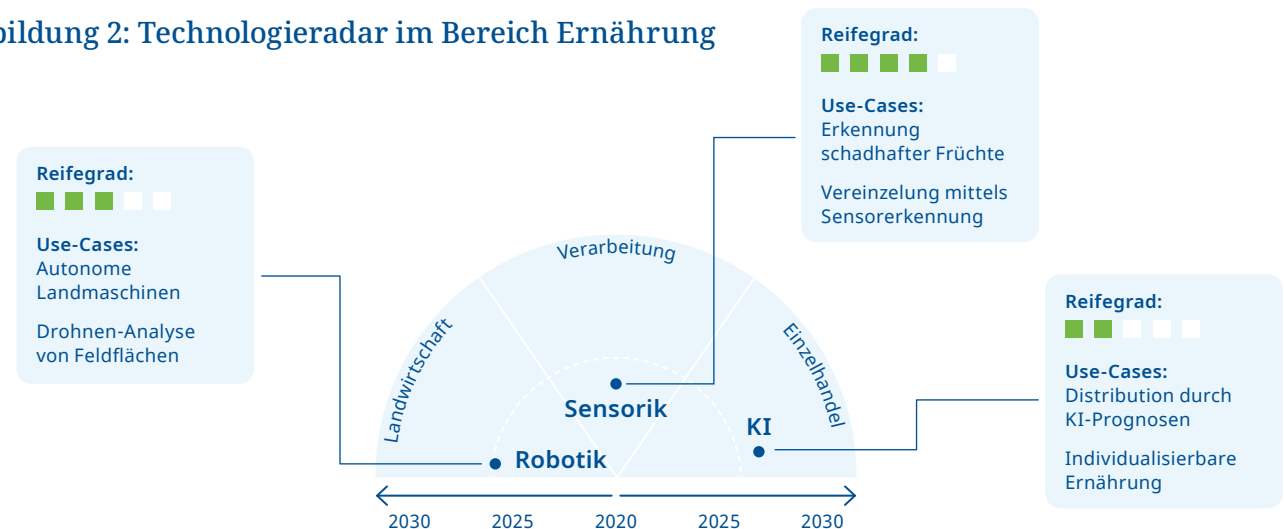 bildung 2: Technologieradar im Bereich Ernährung
Reifegrad:
Use-Cases:
Autonome
Landmaschinen
Drohnen-Analyse
von Feldflächen
Reifegrad:
Use-Cases:
Erkennung
schadhafter Früchte
Vereinzelung mittels
Sensorerkennung
Reifegrad:
Use-Cases:
Distribution durch
KI-Prognosen
Individualisierbare
Ernährung
Landwirtschaft
Verarbeitung
Einzelhandel
Sensorik
KI
Robotik
2030 2025 2020 2025 2030